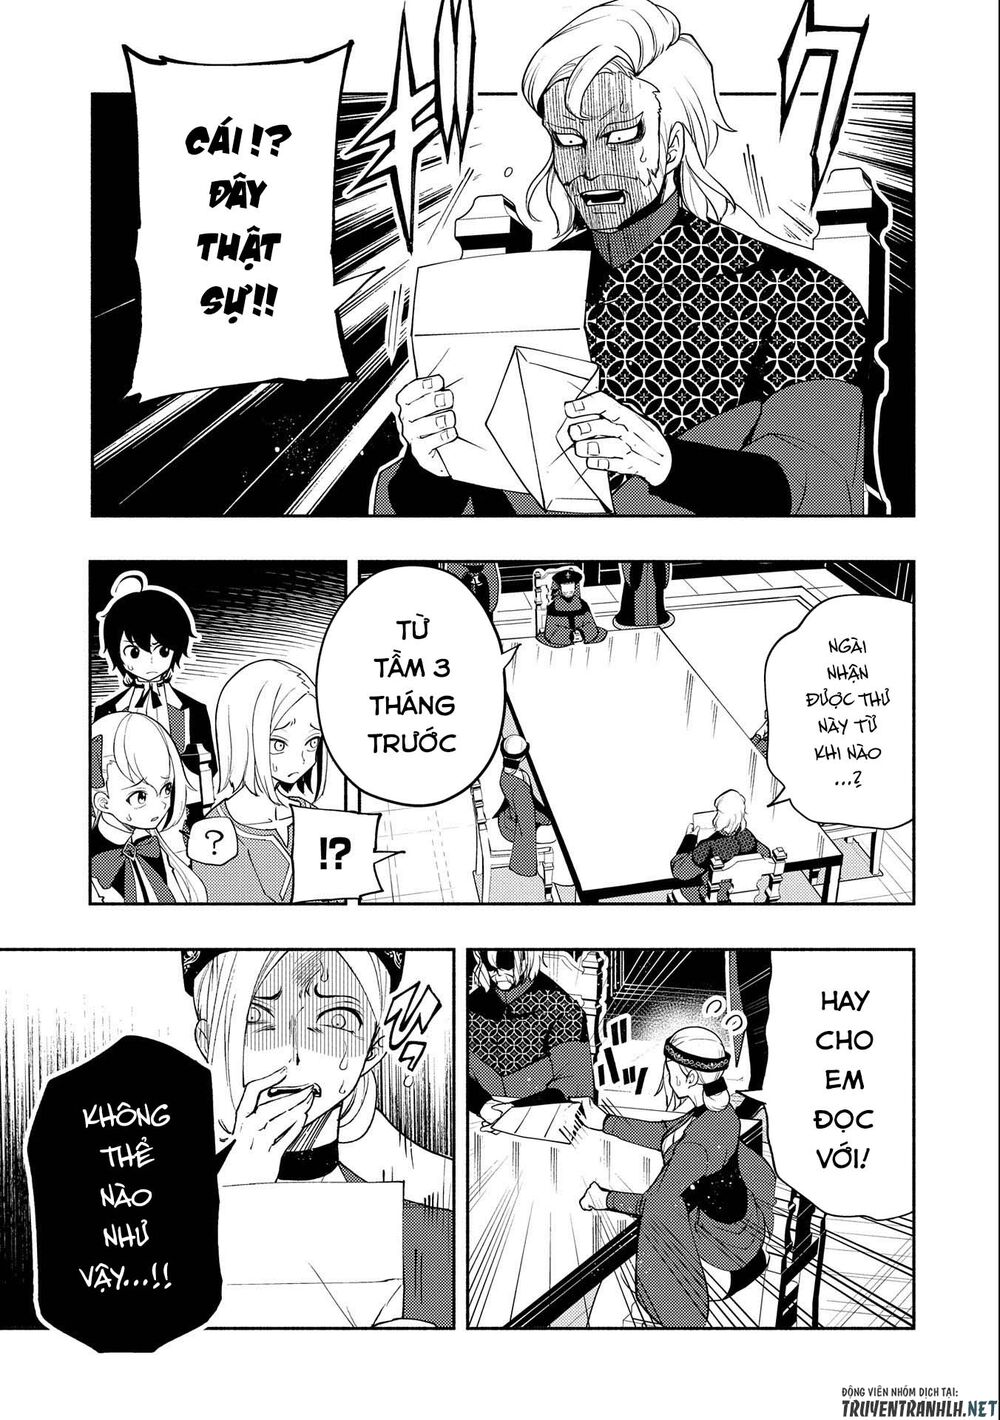 CÁI!?
ĐÂY
THẬT
SỰ!!
NGÀI
NHẬN
ĐƯỢC THƯ
NÀY TỪ
KHI NÀO
...?
TỪ
TẦM 3
THÁNG
TRƯỚC
!?
?
HAY
CHO
EM
ĐỌC
VỚI!
KHÔNG
THỂ
NÀO
NHƯ
VẬY...!!
ĐỘNG VIÊN NHÓM DỊCH TẠI:
TRUYENTRANHLH.NET